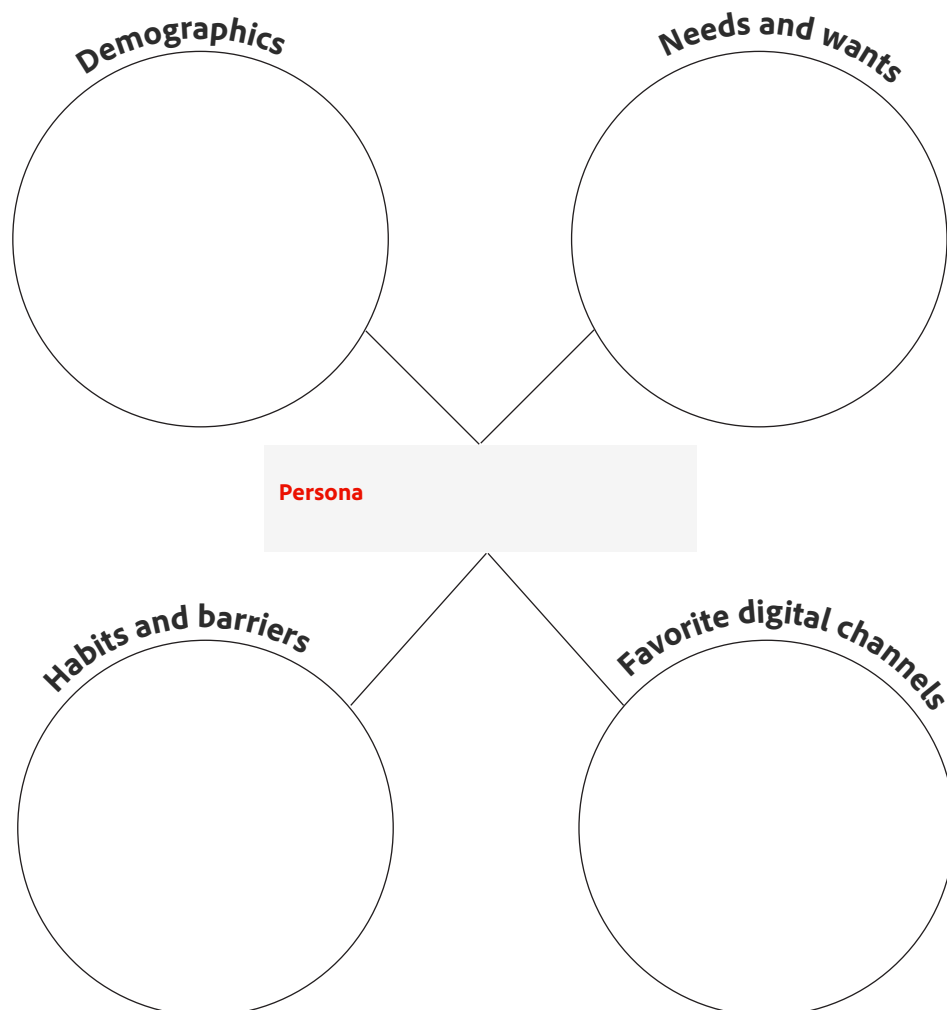 Demographics
Needs and wants
Persona
Habits and barriers
Favorite digital channels